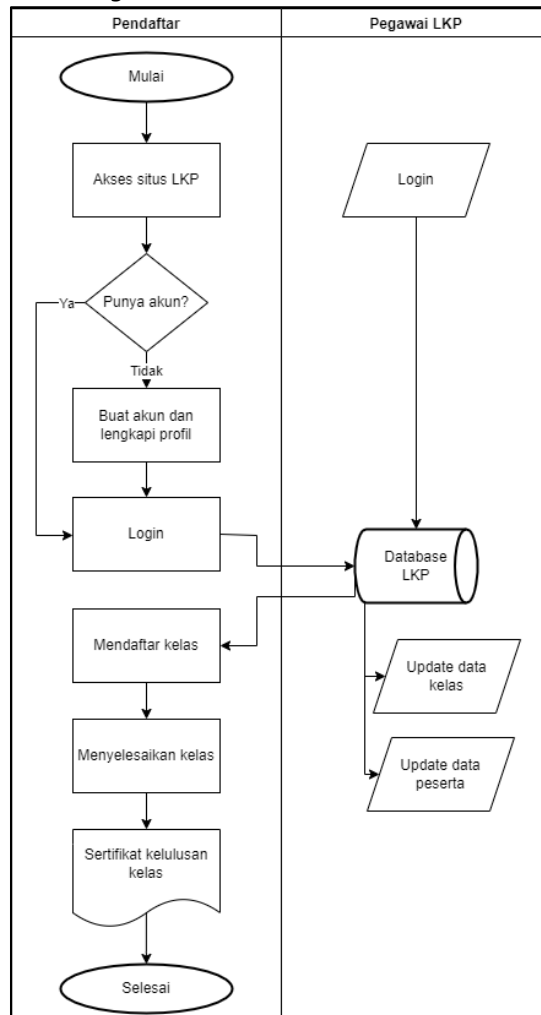 Pendaftar
Pegawai LKP
Mulai
Akses situs LKP
Login
Punya akun?
Ya
Tidak
Buat akun dan
lengkapi profil
Login
Database
LKP
Mendaftar kelas
Update data
kelas
Menyelesaikan kelas
Update data
peserta
Sertifikat kelulusan
kelas
Selesai